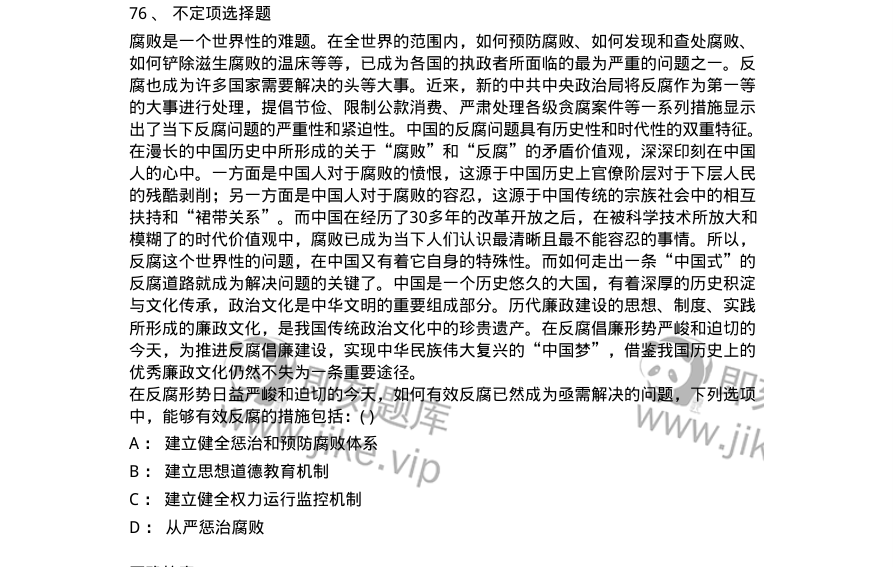 76 、 不定项选择题
腐败是一个世界性的难题。在全世界的范围内，如何预防腐败、如何发现和查处腐败、
如何铲除滋生腐败的温床等等，已成为各国的执政者所面临的最为严重的问题之一。反
腐也成为许多国家需要解决的头等大事。近来，新的中共中央政治局将反腐作为第一等
的大事进行处理，提倡节俭、限制公款消费、严肃处理各级贪腐案件等一系列措施显示
出了当下反腐问题的严重性和紧迫性。中国的反腐问题具有历史性和时代性的双重特征。
在漫长的中国历史中所形成的关于“腐败”和“反腐”的矛盾价值观，深深印刻在中国
人的心中。一方面是中国人对于腐败的愤恨，这源于中国历史上官僚阶层对于下层人民
的残酷剥削；另一方面是中国人对于腐败的容忍，这源于中国传统的宗族社会中的相互
扶持和“裙带关系”。而中国在经历了30多年的改革开放之后，在被科学技术所放大和
模糊了的时代价值观中，腐败已成为当下人们认识最清晰且最不能容忍的事情。所以，
反腐这个世界性的问题，在中国又有着它自身的特殊性。而如何走出一条“中国式”的
反腐道路就成为解决问题的关键了。中国是一个历史悠久的大国，有着深厚的历史积淀
与文化传承，政治文化是中华文明的重要组成部分。历代廉政建设的思想、制度、实践
所形成的廉政文化，是我国传统政治文化中的珍贵遗产。在反腐倡廉形势严峻和迫切的
今天，为推进反腐倡廉建设，实现中华民族伟大复兴的“中国梦”，借鉴我国历史上的
优秀廉政文化仍然不失为一条重要途径。
在反腐形势日益严峻和迫切的今天，如何有效反腐已然成为亟需解决的问题，下列选项
中，能够有效反腐的措施包括：( )
A ： 建立健全惩治和预防腐败体系
B ： 建立思想道德教育机制
C ： 建立健全权力运行监控机制
D ： 从严惩治腐败
即刻题库
www.jike.vip
即刻
www.jik